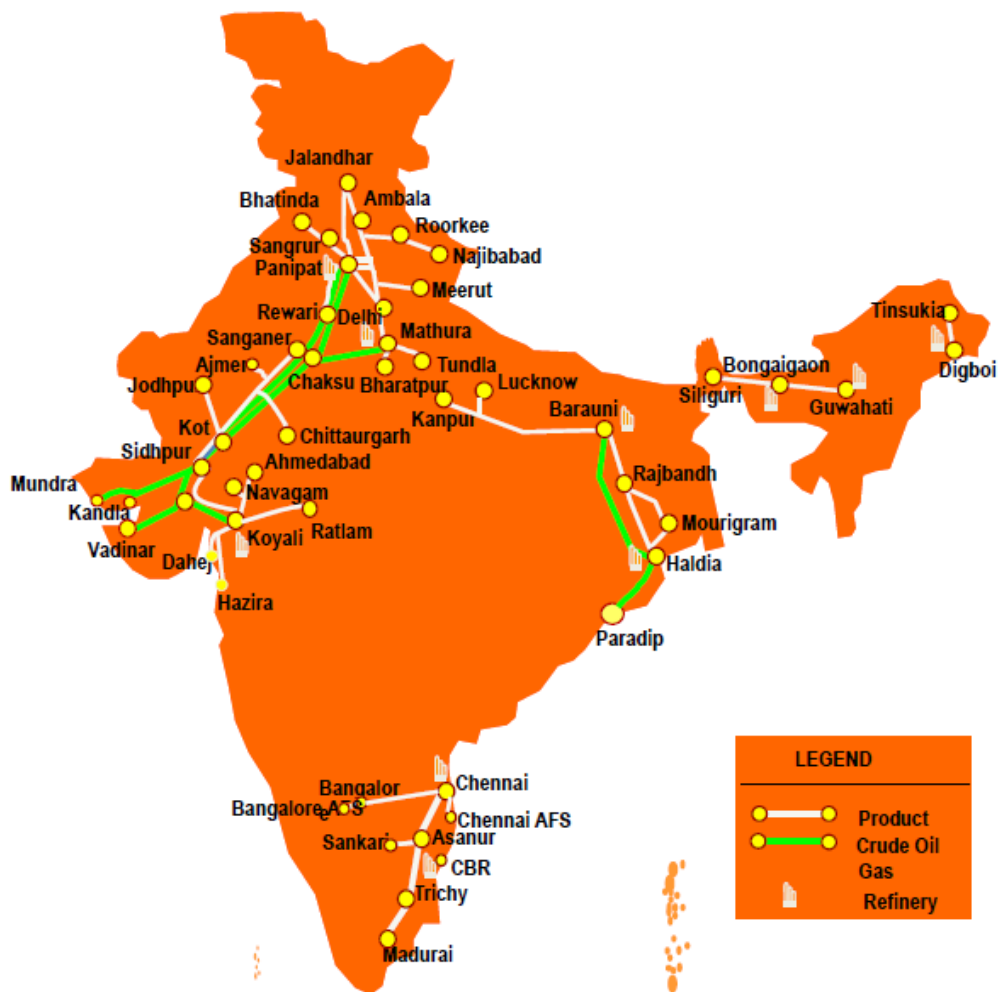 Jalandhar
Bhatinda
Ambala
Roorkee
Sangrur
Najibabad
Panipat
Meerut
Rewari
Delhi
Mathura
Sanganer
Ajmer
Chaksu
Tundla
Bharatpur
Jodhpu
Lucknow
Kanpur
Barauni
Kot
Chittaurgarh
Sidhpur
Ahmedabad
Rajbandh
Mundra
Navagam
Kandla
Ratlam
Mourigram
Vadinar
Koyali
Dahej
Haldia
Hazira
Paradip
Tinsukia
Bongaigaon
Digboi
Siliguri
Guwahati
Bangalor
e
Chennai
Bangalore AFS
Chennai AFS
Sankari
Asanur
CBR
Trichy
Madurai
LEGEND
Product
Crude Oil
Gas
Refinery